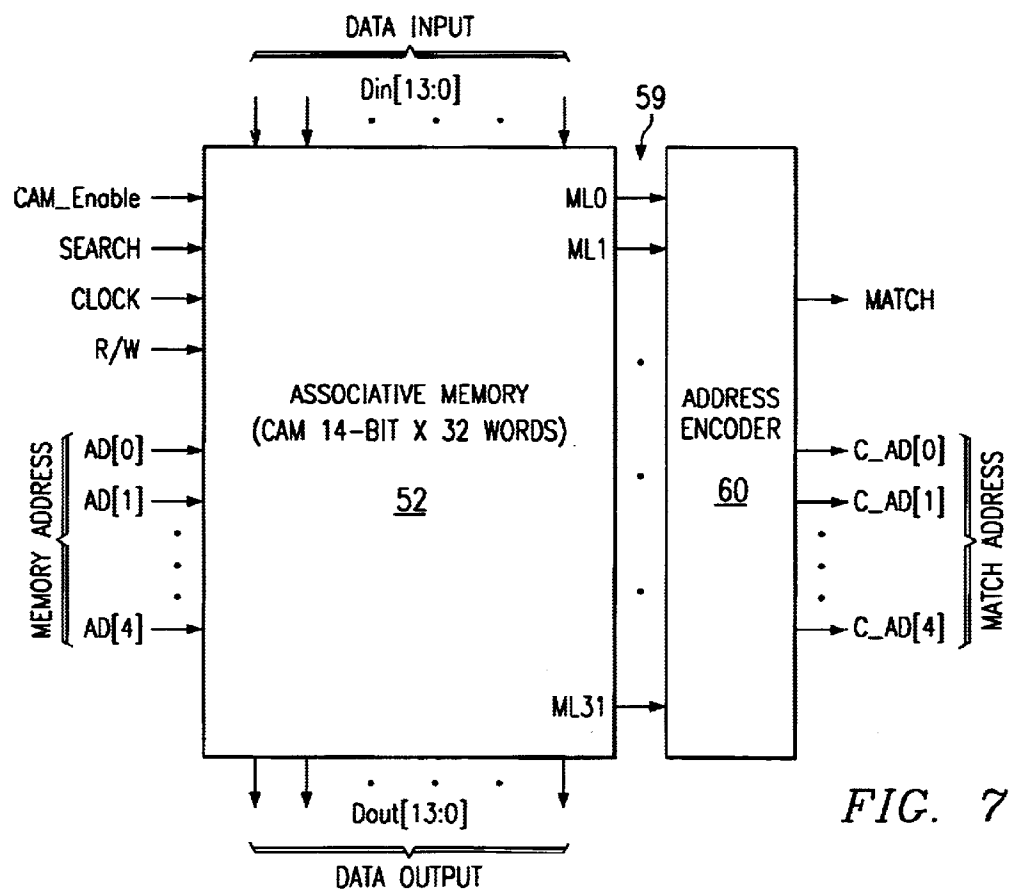 DATA INPUT
Din[13:0]
59
CAM_Enable
SEARCH
CLOCK
R/W
ML0
ML1
MATCH
ASSOCIATIVE MEMORY
(CAM 14-BIT X 32 WORDS)
52
ADDRESS
ENCODER
60
MEMORY ADDRESS
AD[0]
AD[1]
AD[4]
C_AD[0]
C_AD[1]
C_AD[4]
MATCH ADDRESS
ML31
Dout[13:0]
DATA OUTPUT
FIG. 7